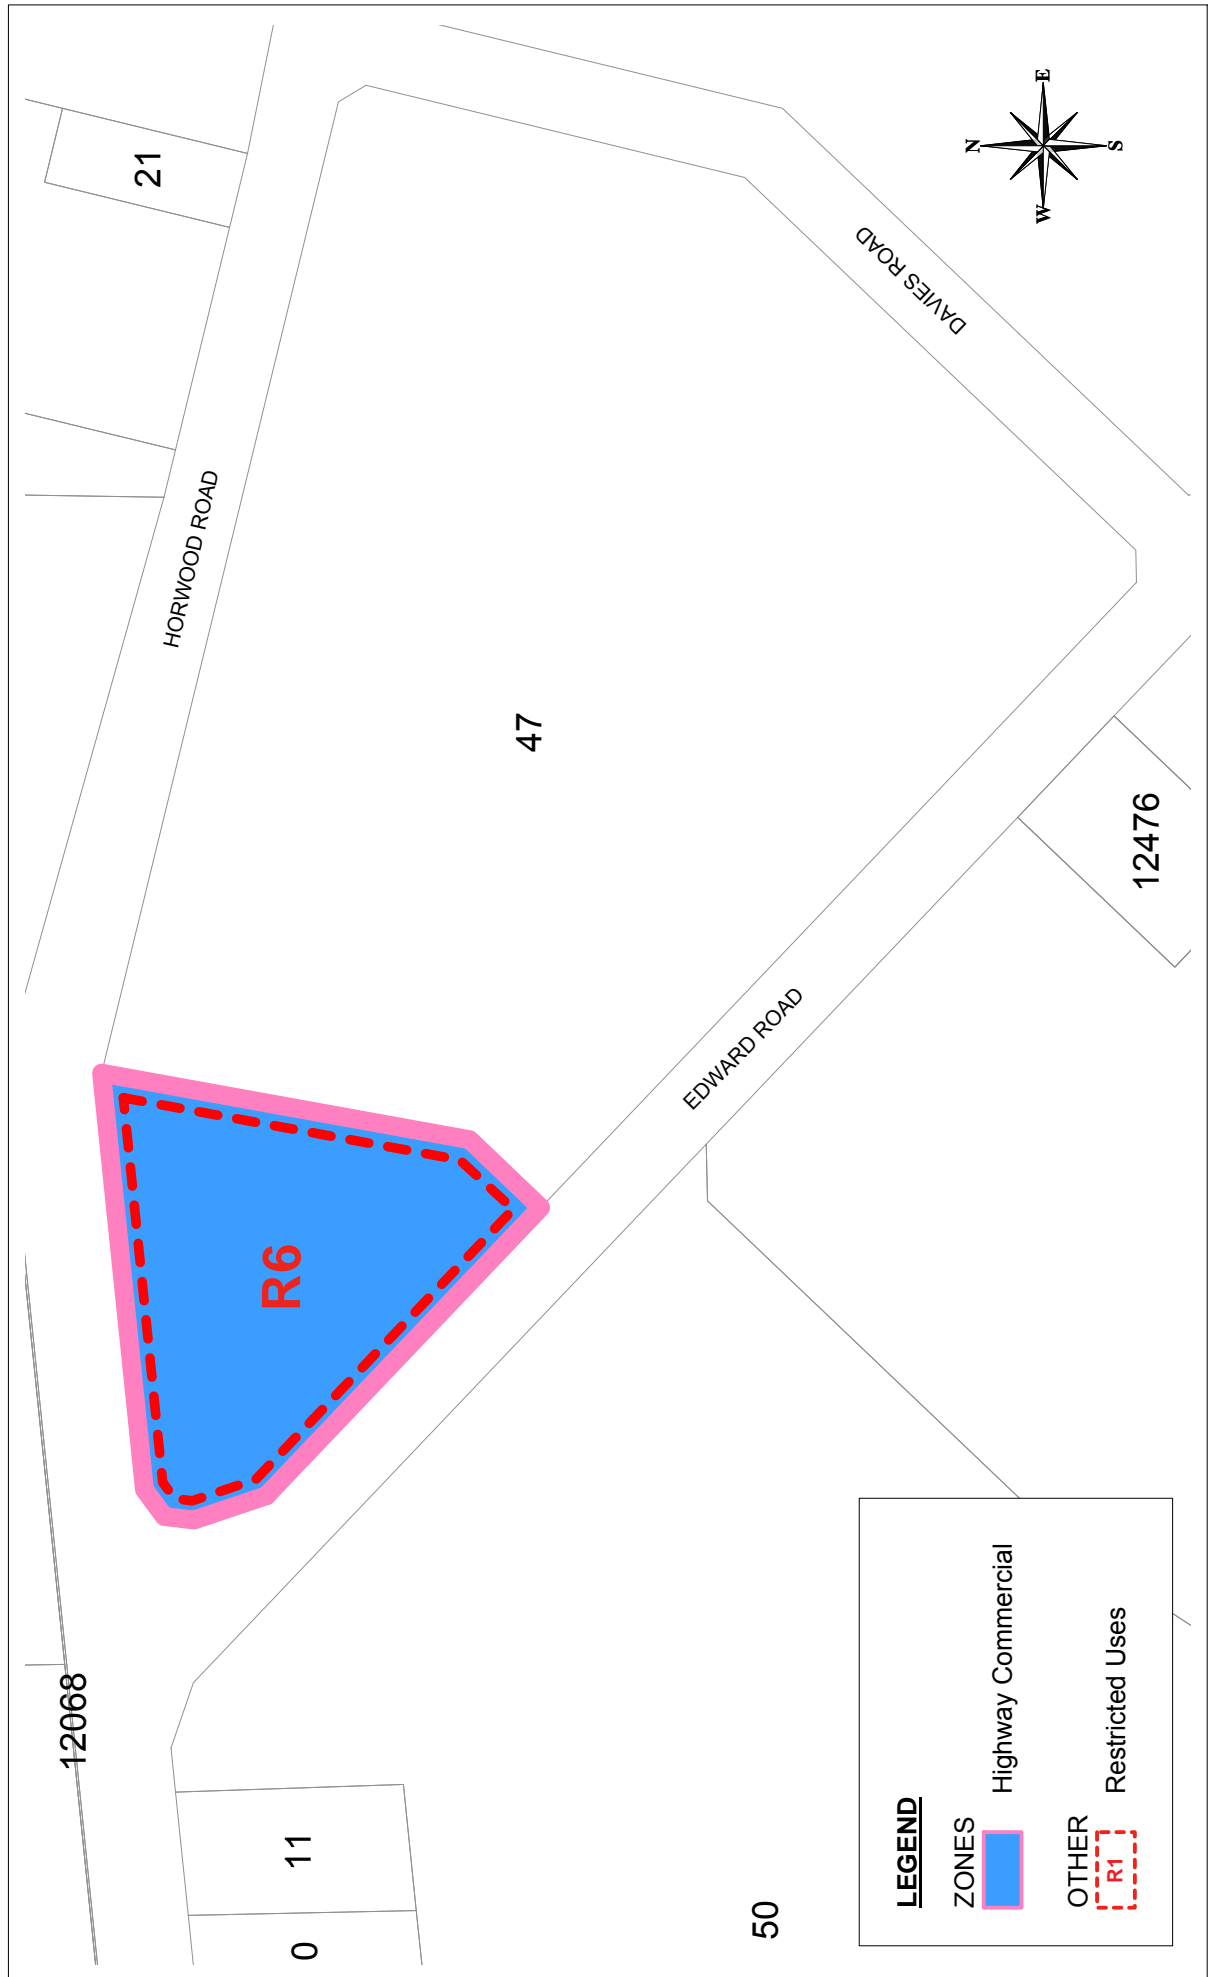 21
HORWOOD ROAD
N
E
S
W
DAVIES ROAD
47
12476
EDWARD ROAD
R6
12068
11
0
50
LEGEND
ZONES
Highway Commercial
OTHER
R1
Restricted Uses